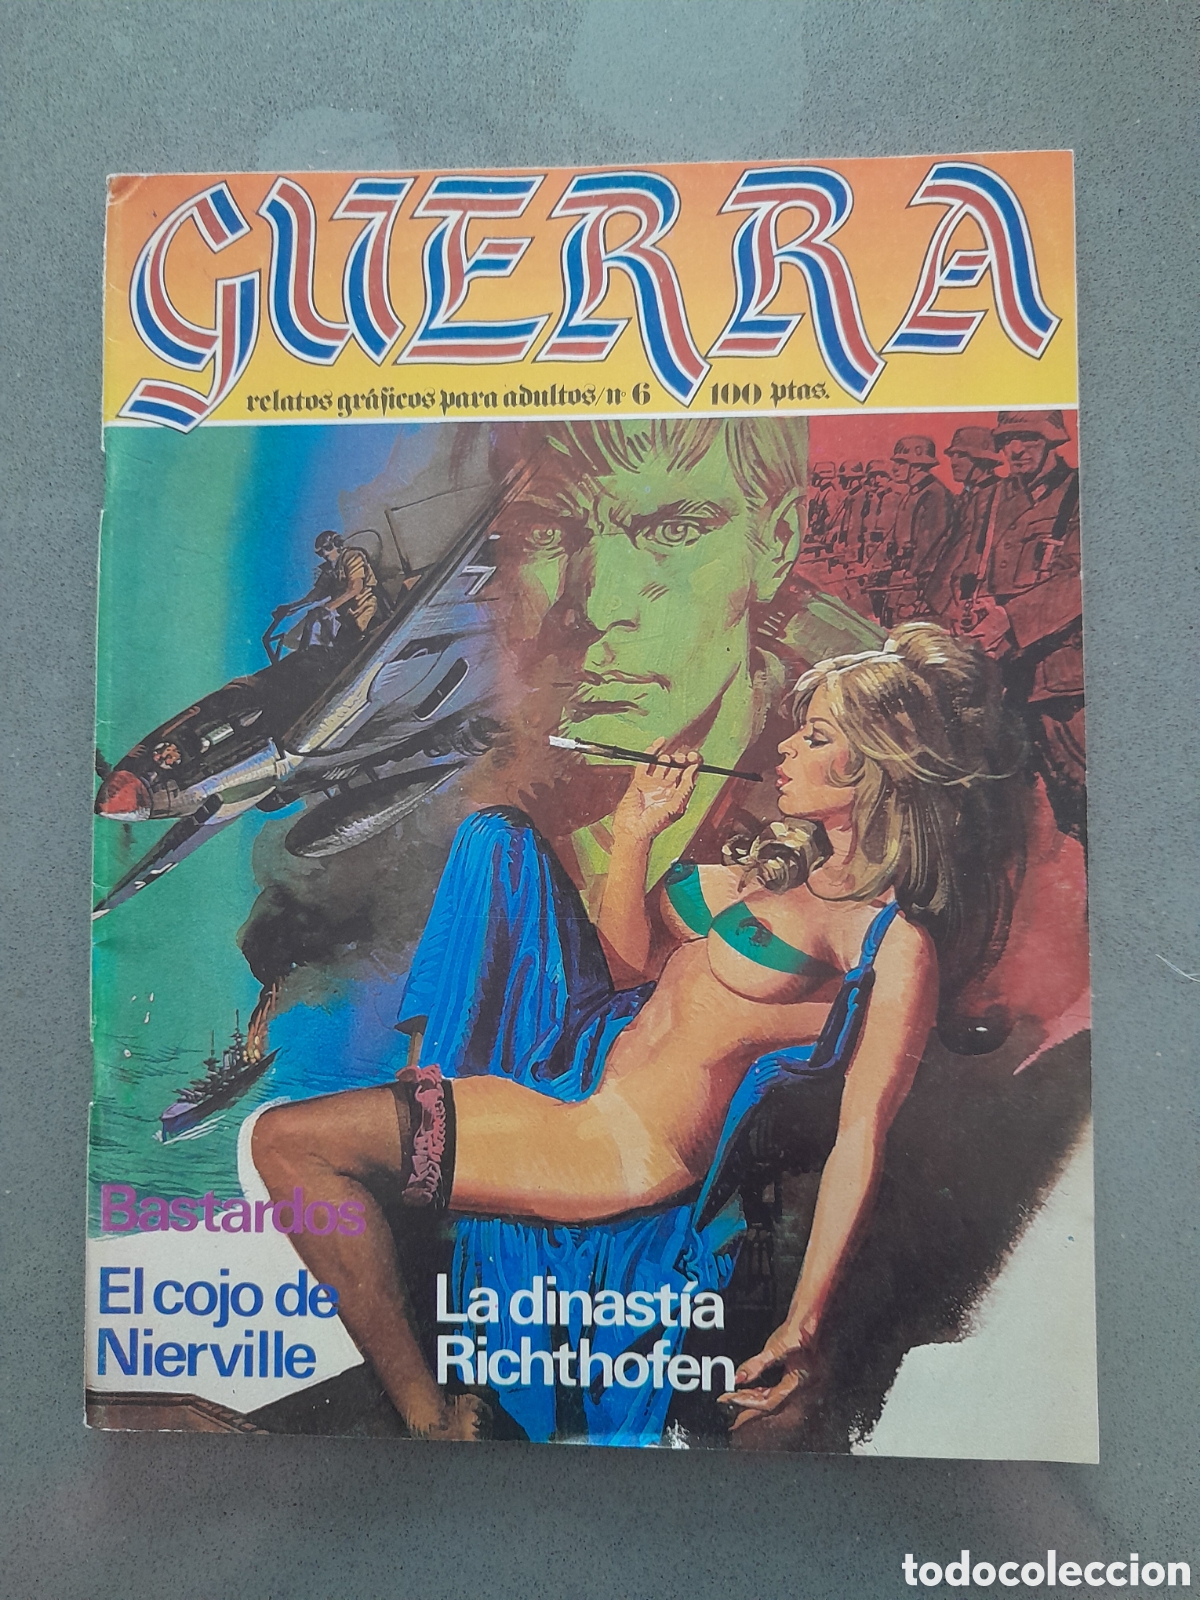 GUERRA
relatos gráficos para adultos/nº 6 100 ptas.
Bastardos
El cojo de
Nierville
La dinastía
Richthofen
todocoleccion